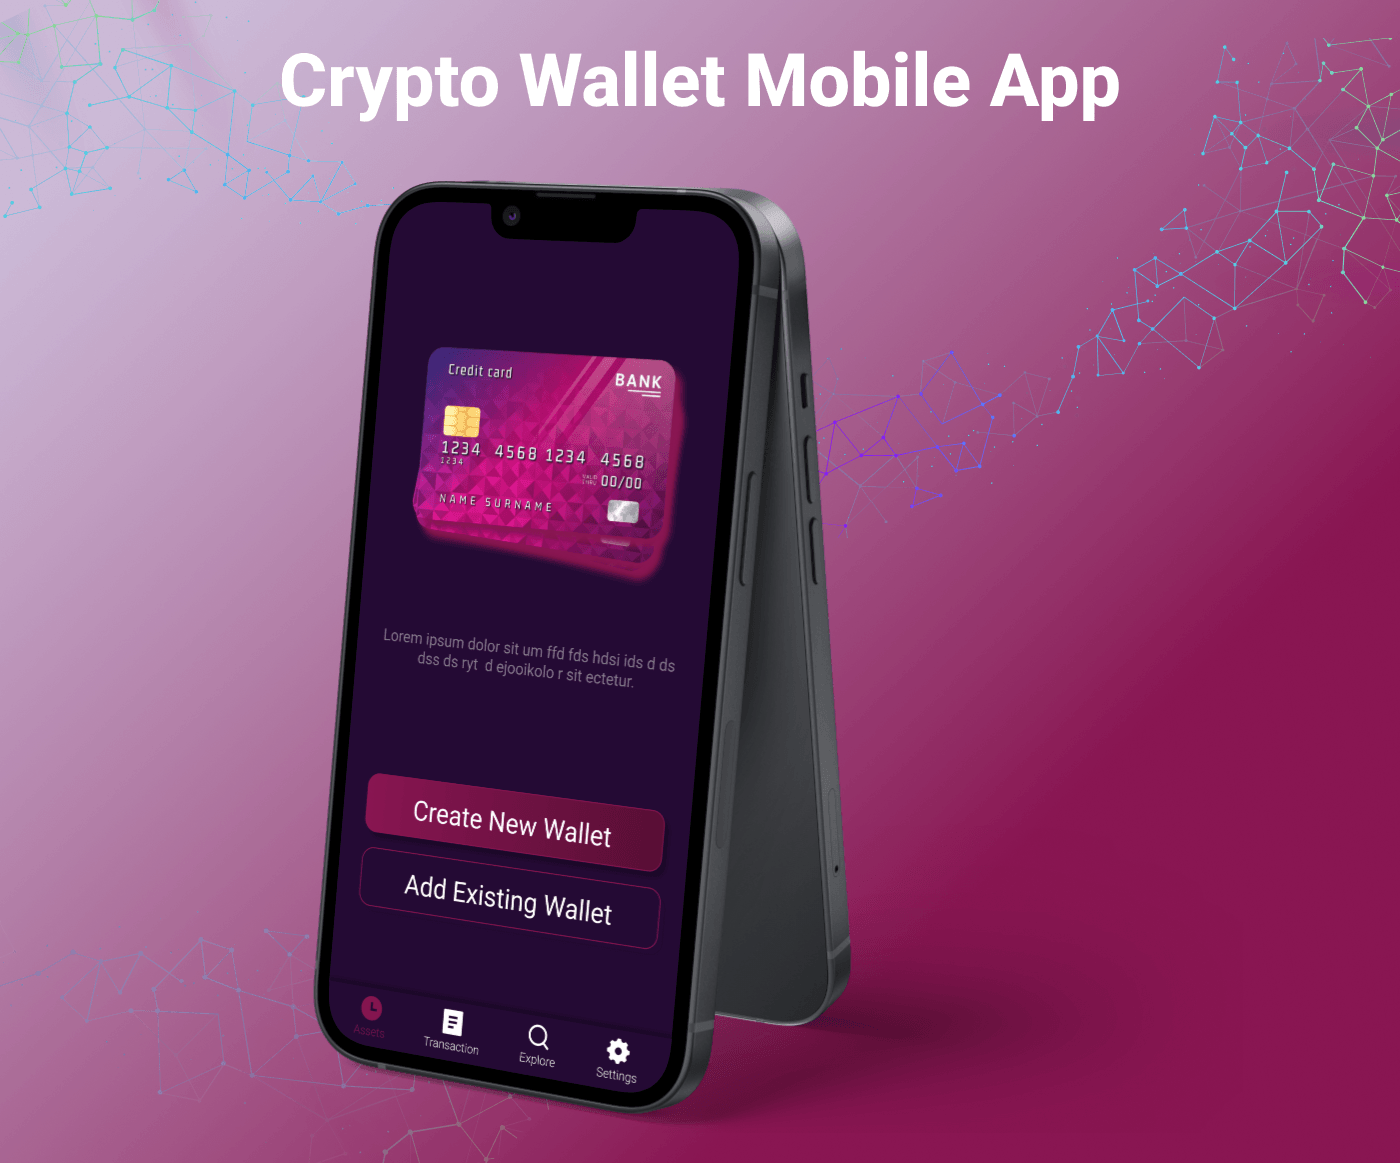 Crypto Wallet Mobile App
Credit card
BANK
1234 4568 1234 4568
1234
VALID
THRU 00/00
NAME SURNAME
Lorem ipsum dolor sit um ffd fds hdsi ids d ds
dss ds ryt d ejooikolo r sit ectetur.
Create New Wallet
Add Existing Wallet
Assets
Transaction
Explore
Settings